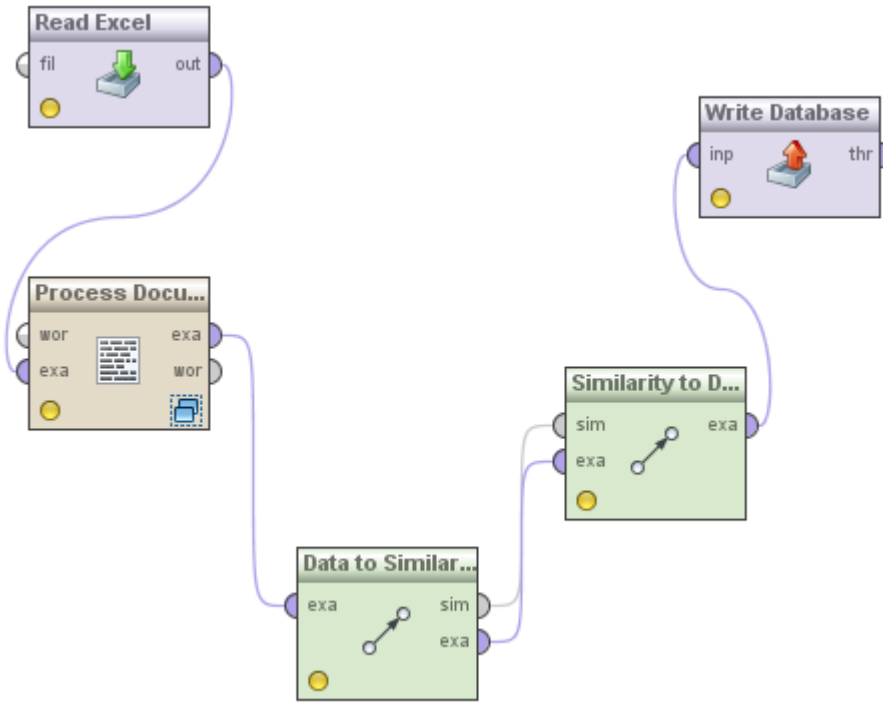 Read Excel
fil out
Write Database
inp thr
Process Docu...
wor exa
exa wor
Similarity to D...
sim exa
exa
Data to Similar...
exa sim
exa